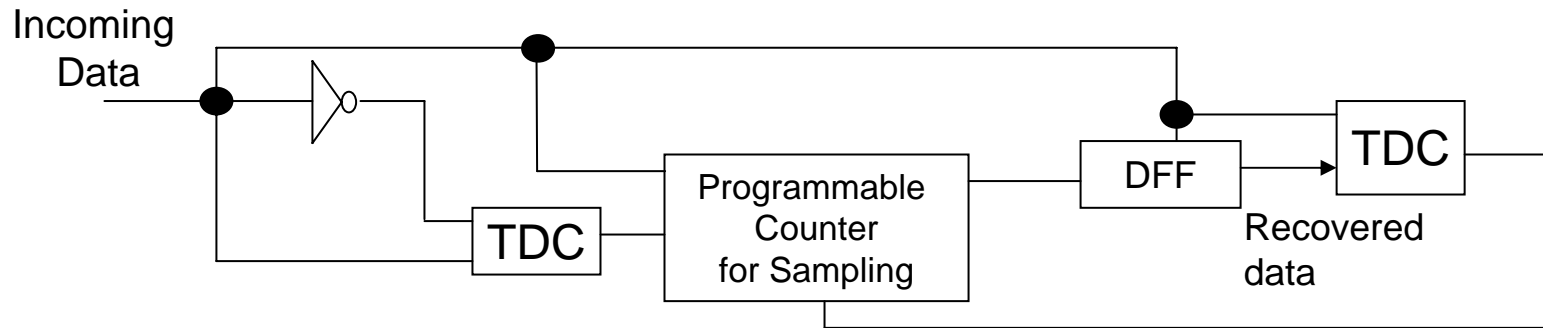 Incoming
Data
TDC
Programmable
Counter
for Sampling
DFF
TDC
Recovered
data